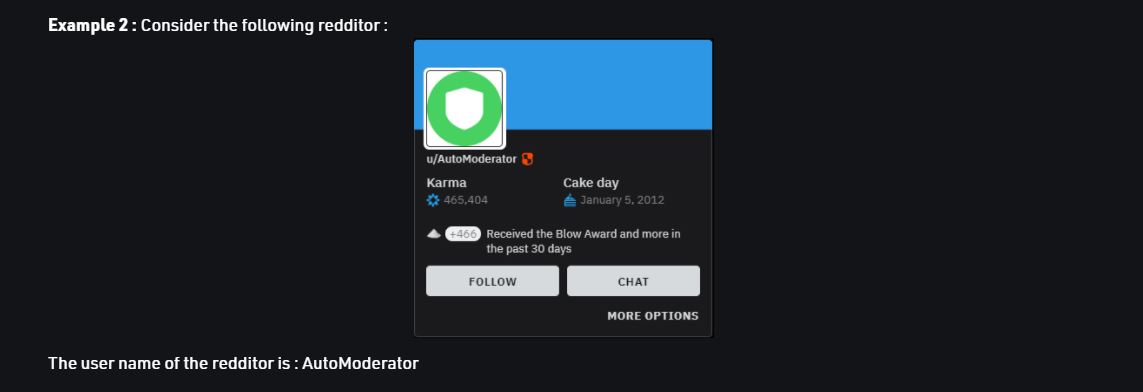 Example 2 : Consider the following redditor :
u/AutoModerator
Karma Cake day
465,404 January 5, 2012
+466 Received the Blow Award and more in
the past 30 days
FOLLOW CHAT
MORE OPTIONS
The user name of the redditor is : AutoModerator